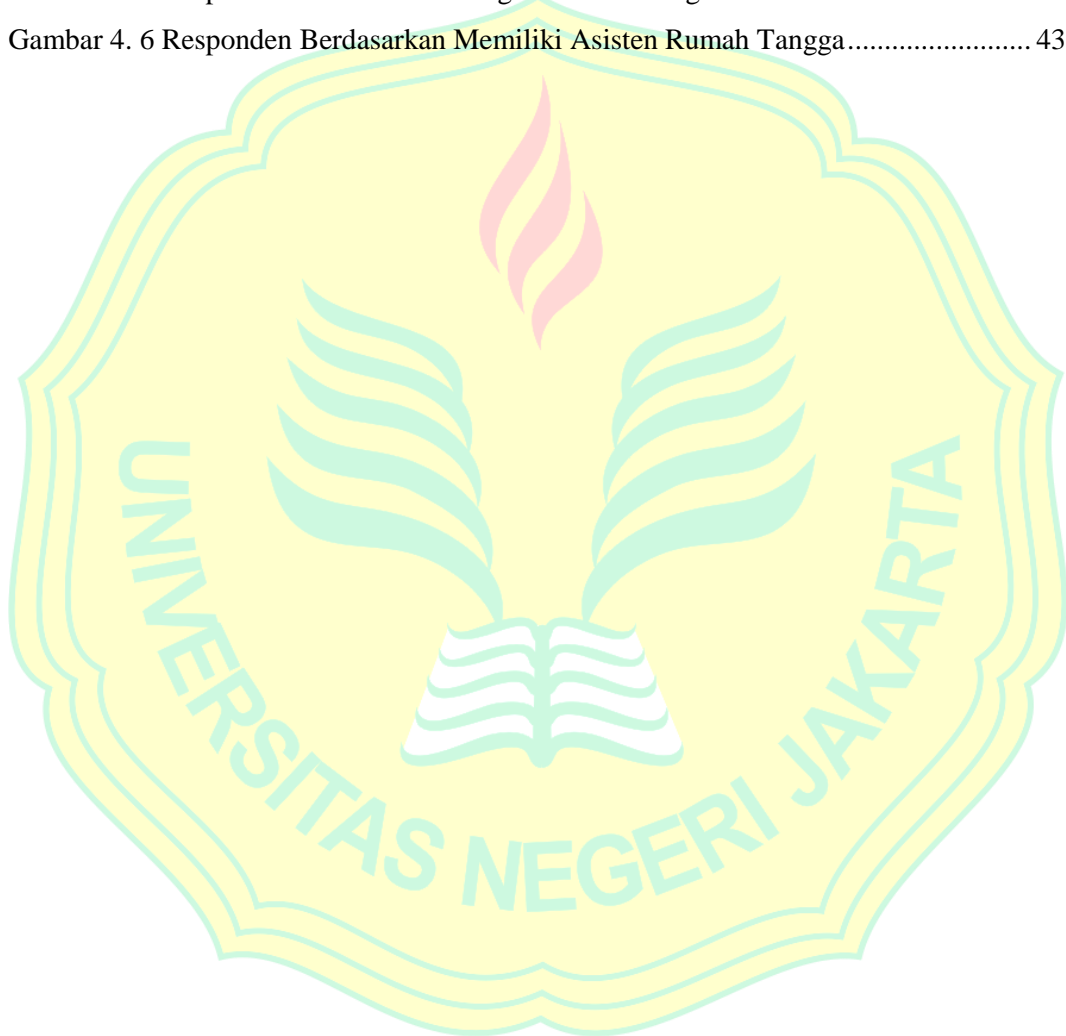 Gambar 4. 6 Responden Berdasarkan Memiliki Asisten Rumah Tangga......................... 43
UNIVERSITAS NEGERI JAKARTA